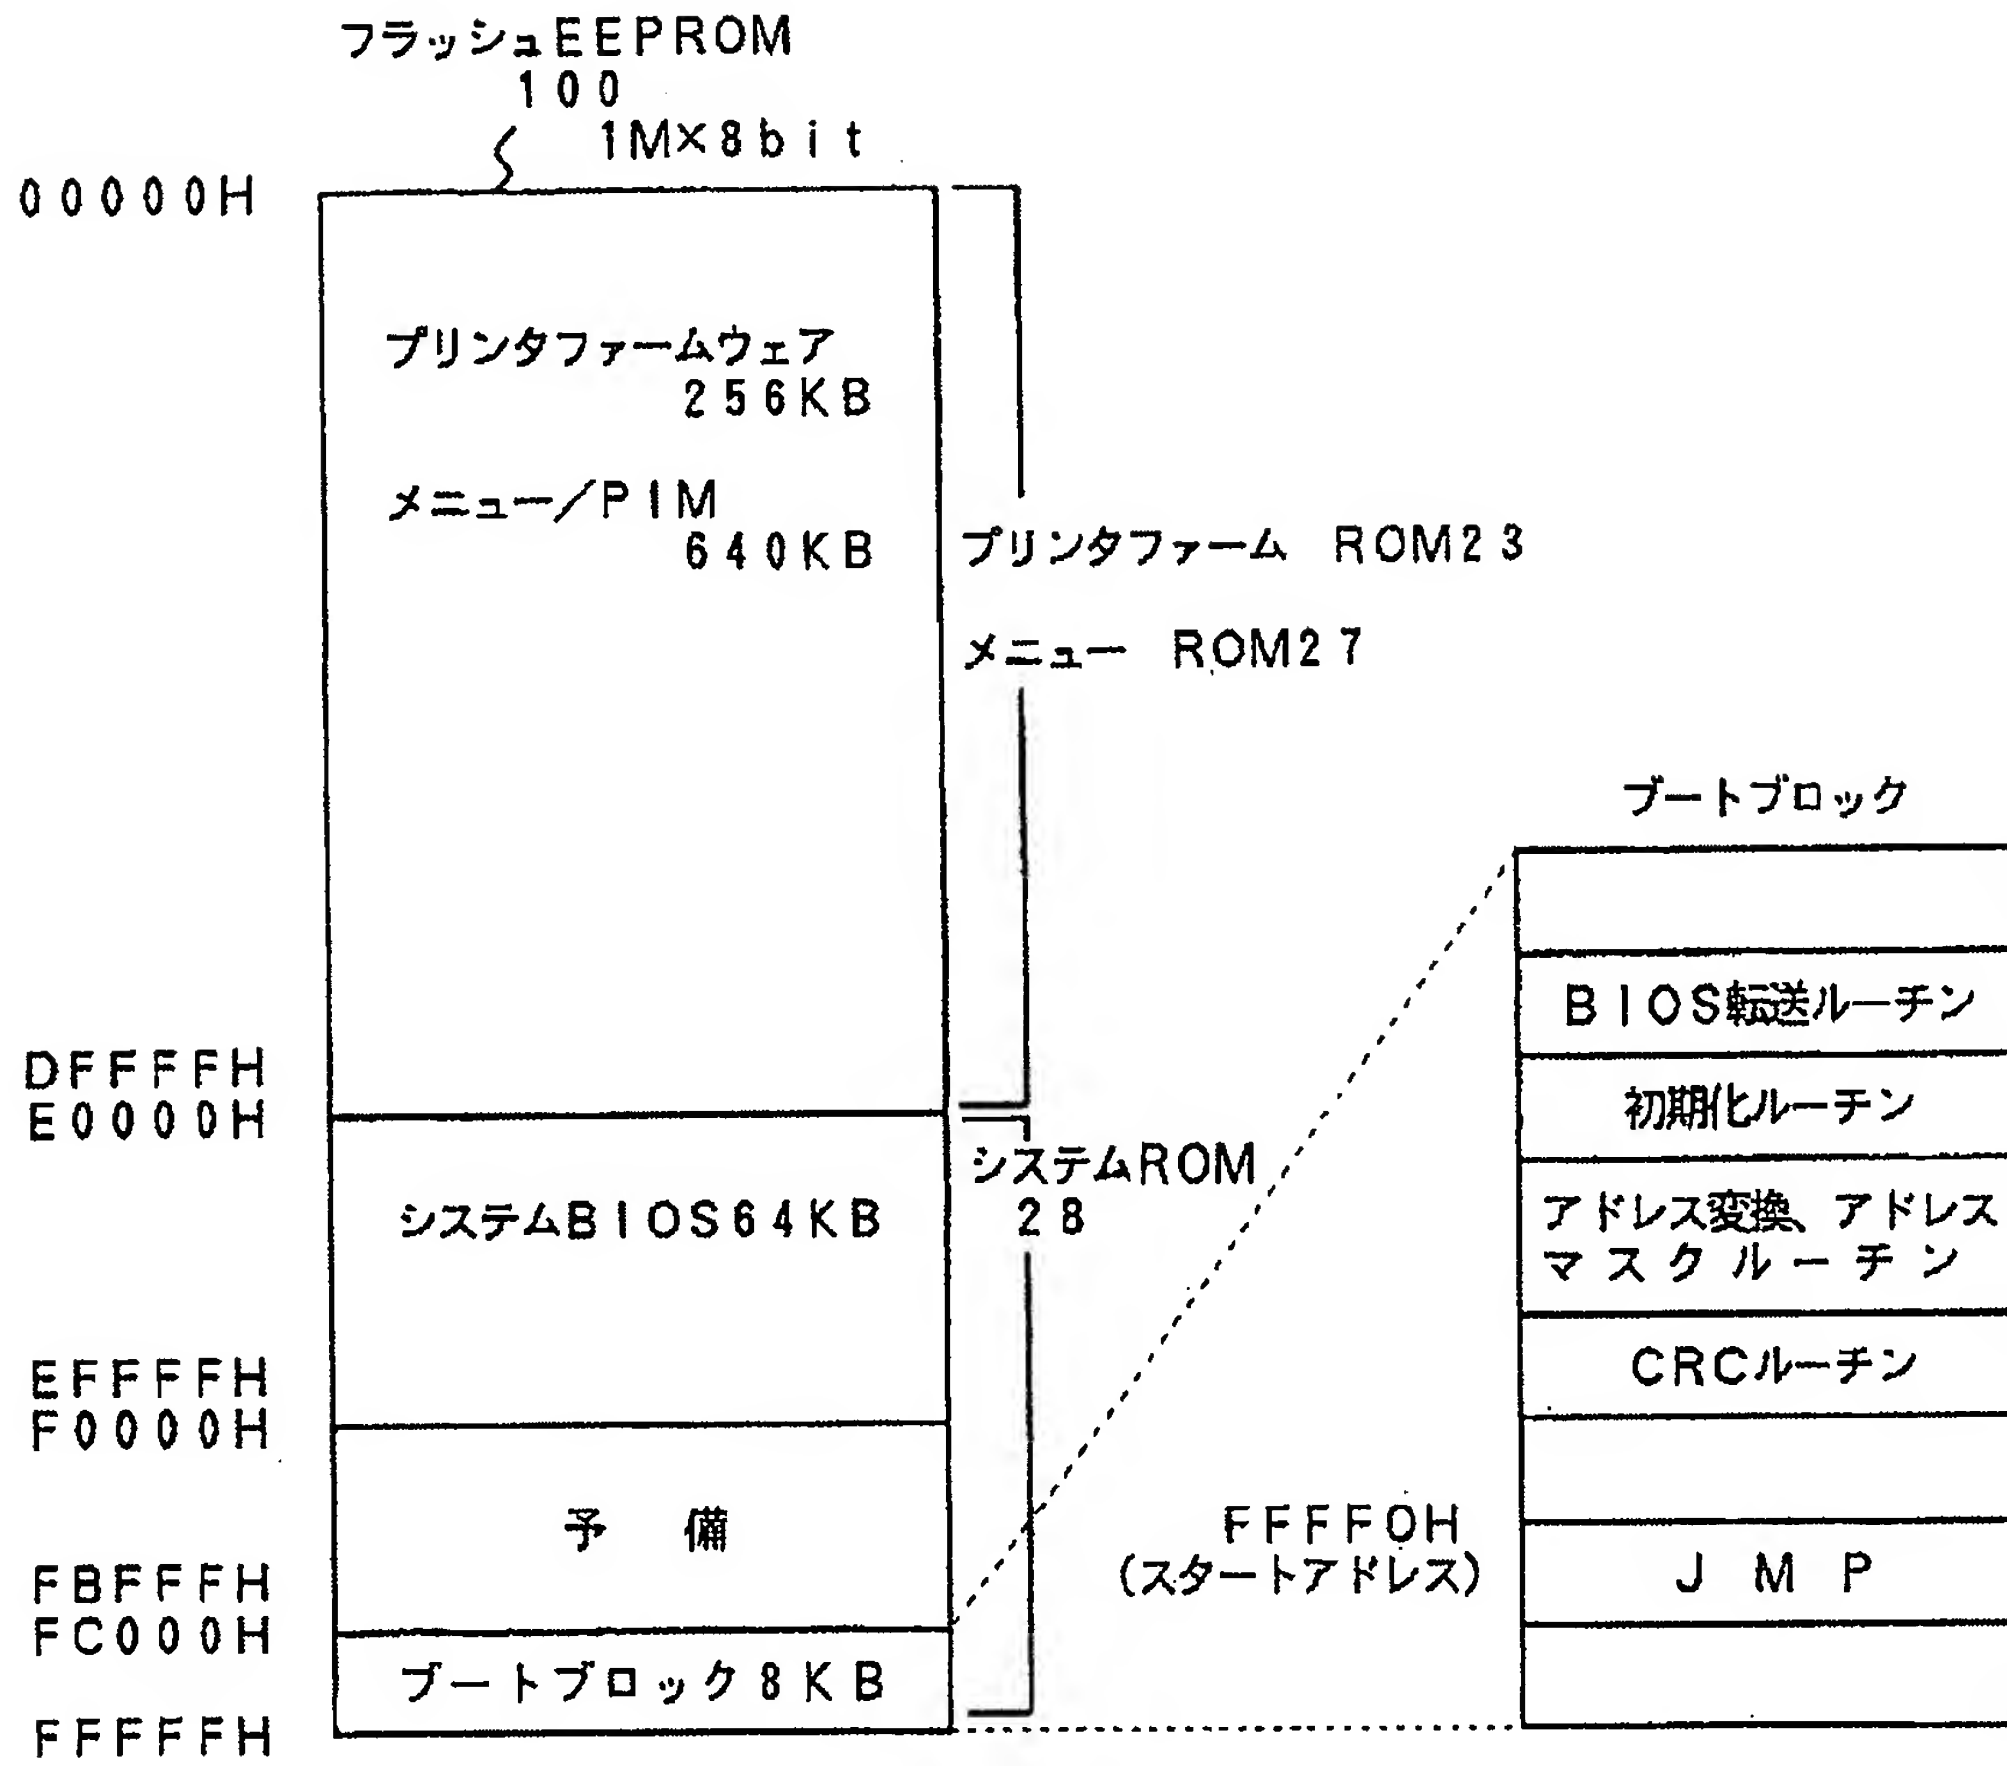 フラッシュEEPROM
100
1M×8bit
00000H
プリンタファームウェア
256KB
メニュー/PIM
640KB
プリンタファーム ROM23
メニュー ROM27
DFFFFH
E0000H
システムROM
28
システムBIOS64KB
EFFFFH
F0000H
予 備
FBFFFH
FC000H
ブートブロック8KB
FFFFFH
ブートブロック
BIOS転送ルーチン
初期化ルーチン
アドレス変換、アドレス
マスクルーチン
CRCルーチン
FFFF0H
(スタートアドレス)
JMP